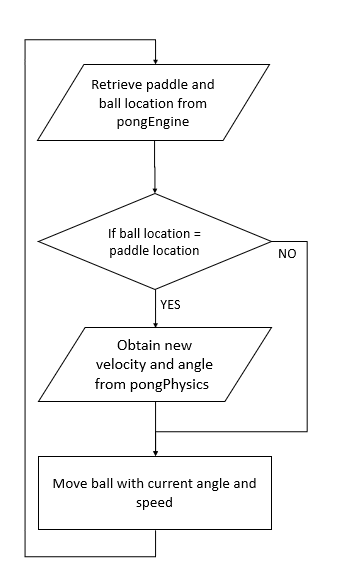 Retrieve paddle and
ball location from
pongEngine
If ball location =
paddle location
NO
YES
Obtain new
velocity and angle
from pongPhysics
Move ball with current angle and
speed